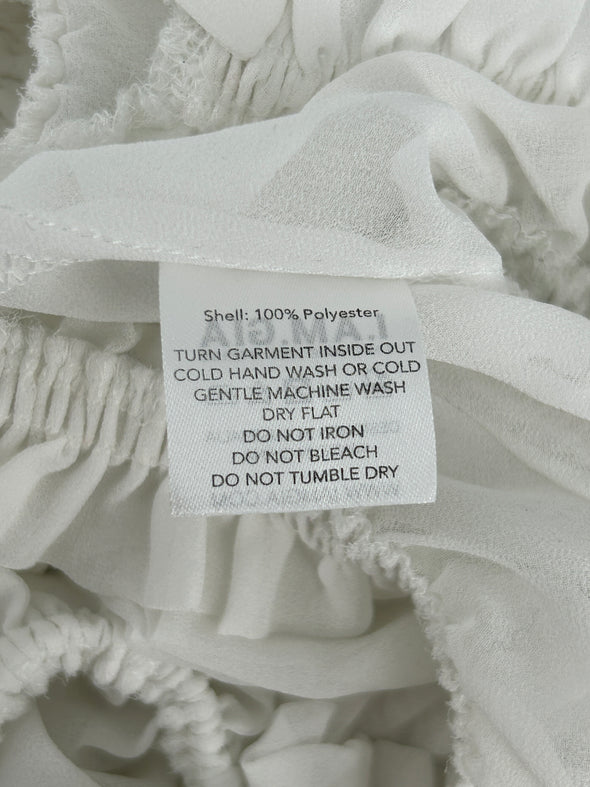 Shell: 100% Polyester
TURN GARMENT INSIDE OUT
COLD HAND WASH OR COLD
GENTLE MACHINE WASH
DRY FLAT
DO NOT IRON
DO NOT BLEACH
DO NOT TUMBLE DRY